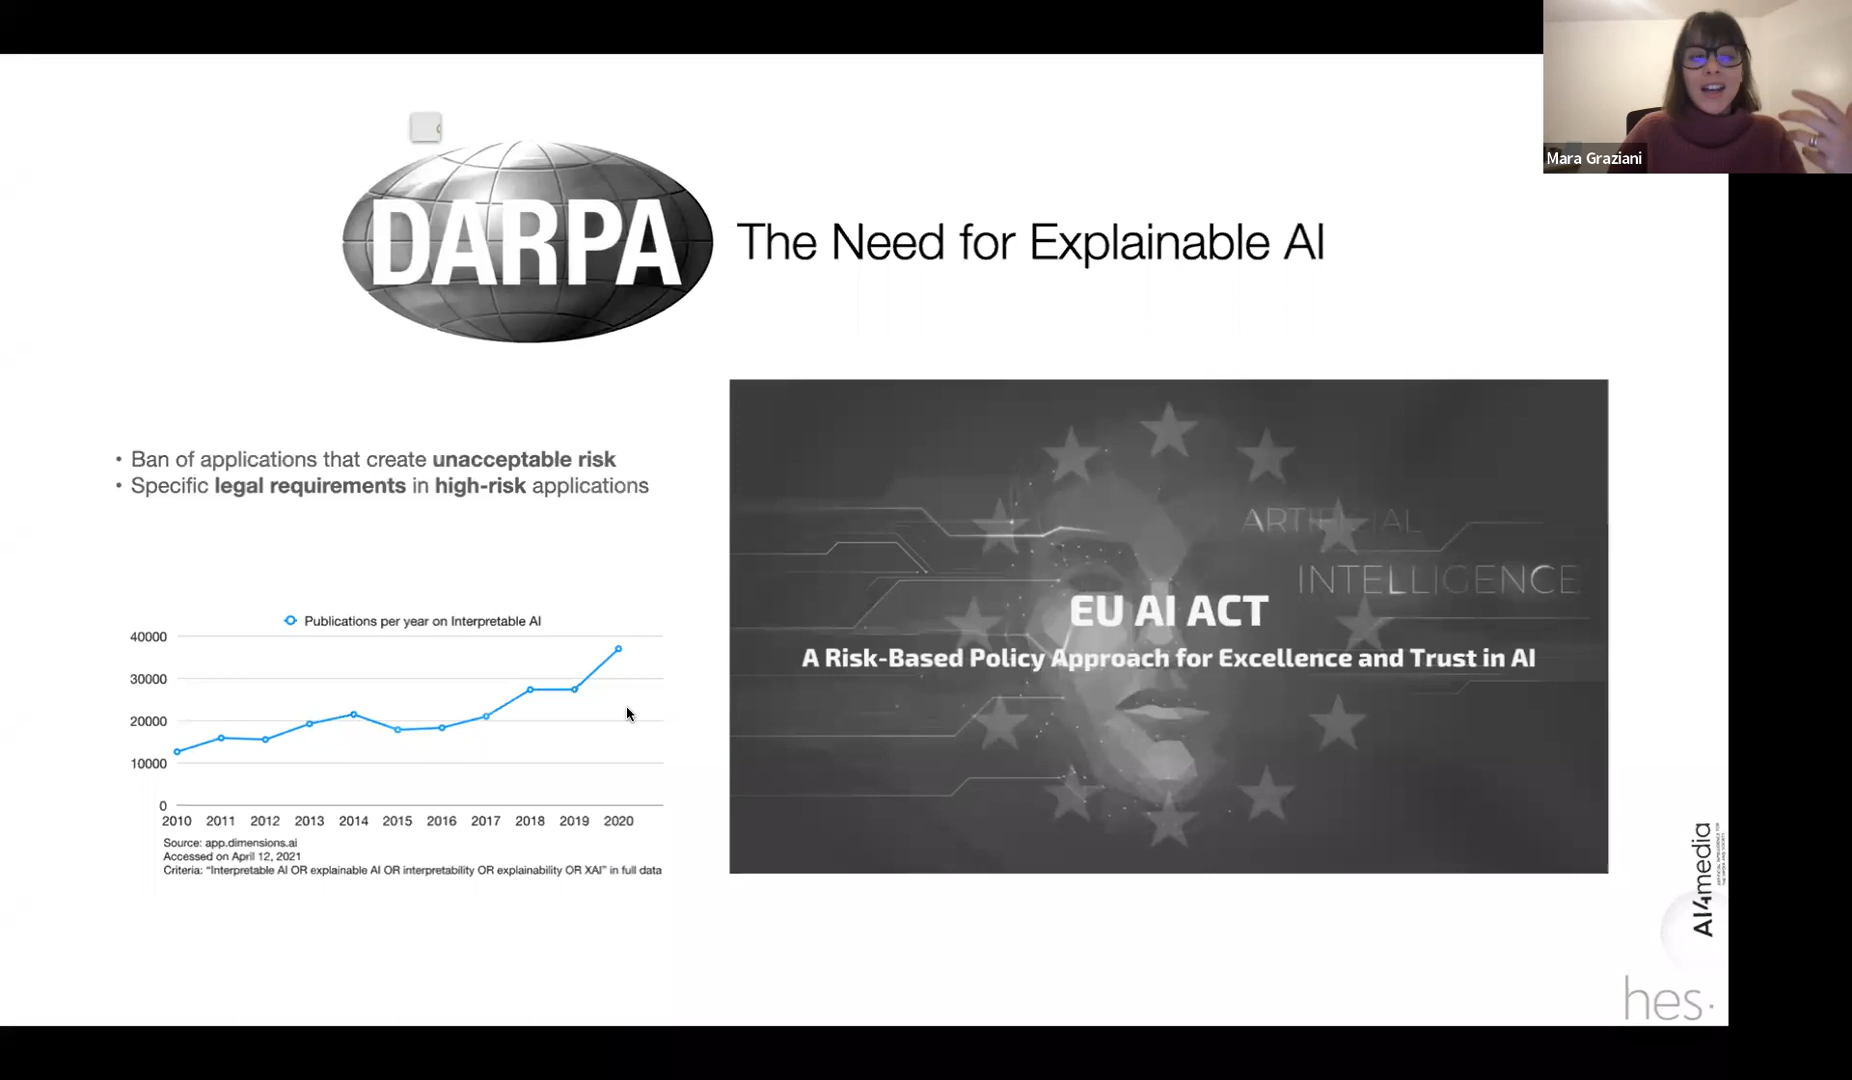 Mara Graziani
DARPA
The Need for Explainable AI
• Ban of applications that create unacceptable risk
• Specific legal requirements in high-risk applications
ARTIFICIAL
INTELLIGENCE
EU AI ACT
A Risk-Based Policy Approach for Excellence and Trust in AI
Publications per year on Interpretable AI
40000
30000
20000
10000
0
2010 2011 2012 2013 2014 2015 2016 2017 2018 2019 2020
Source: app.dimensions.ai
Accessed on April 12, 2021
Criteria: “Interpretable AI OR explainable AI OR interpretability OR explainability OR XAI” in full data
AI4media
hes.